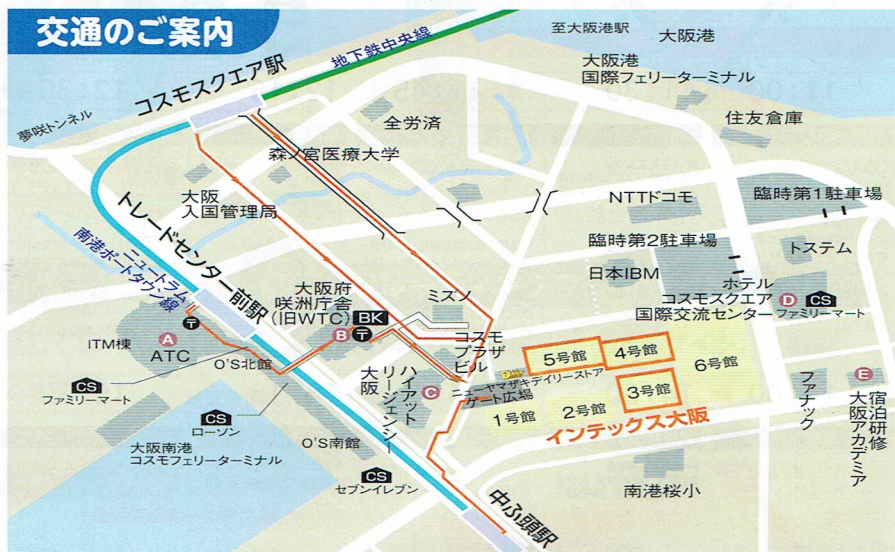 交通のご案内
至大阪港駅
大阪港
地下鉄中央線
コスモスクエア駅
大阪港
国際フェリーターミナル
夢咲トンネル
全労済
住友倉庫
森ノ宮医療大学
大阪
入国管理局
NTTドコモ
臨時第1駐車場
トレードセンター前駅
臨時第2駐車場
トステム
ニュートラム
南港ポートタウン線
大阪府
咲洲庁舎
(旧WTC)
BK
ミズノ
日本IBM
ホテル
コスモスクエア
国際交流センター
D
CS
ファミリーマート
〒
B
〒
ITM棟
A
ATC
O'S北館
コスモ
プラザ
ビル
5号館
4号館
6号館
CS
ファミリーマート
ハイアット
リージェンシー
大阪
C
ニューヤマザキデイリーストア
ゲート広場
3号館
1号館
2号館
インテックス大阪
ファナック
E
宿泊研修
大阪アカデミア
CS
ローソン
O'S南館
大阪南港
コスモフェリーターミナル
CS
セブンイレブン
中ふ頭駅
南港桜小